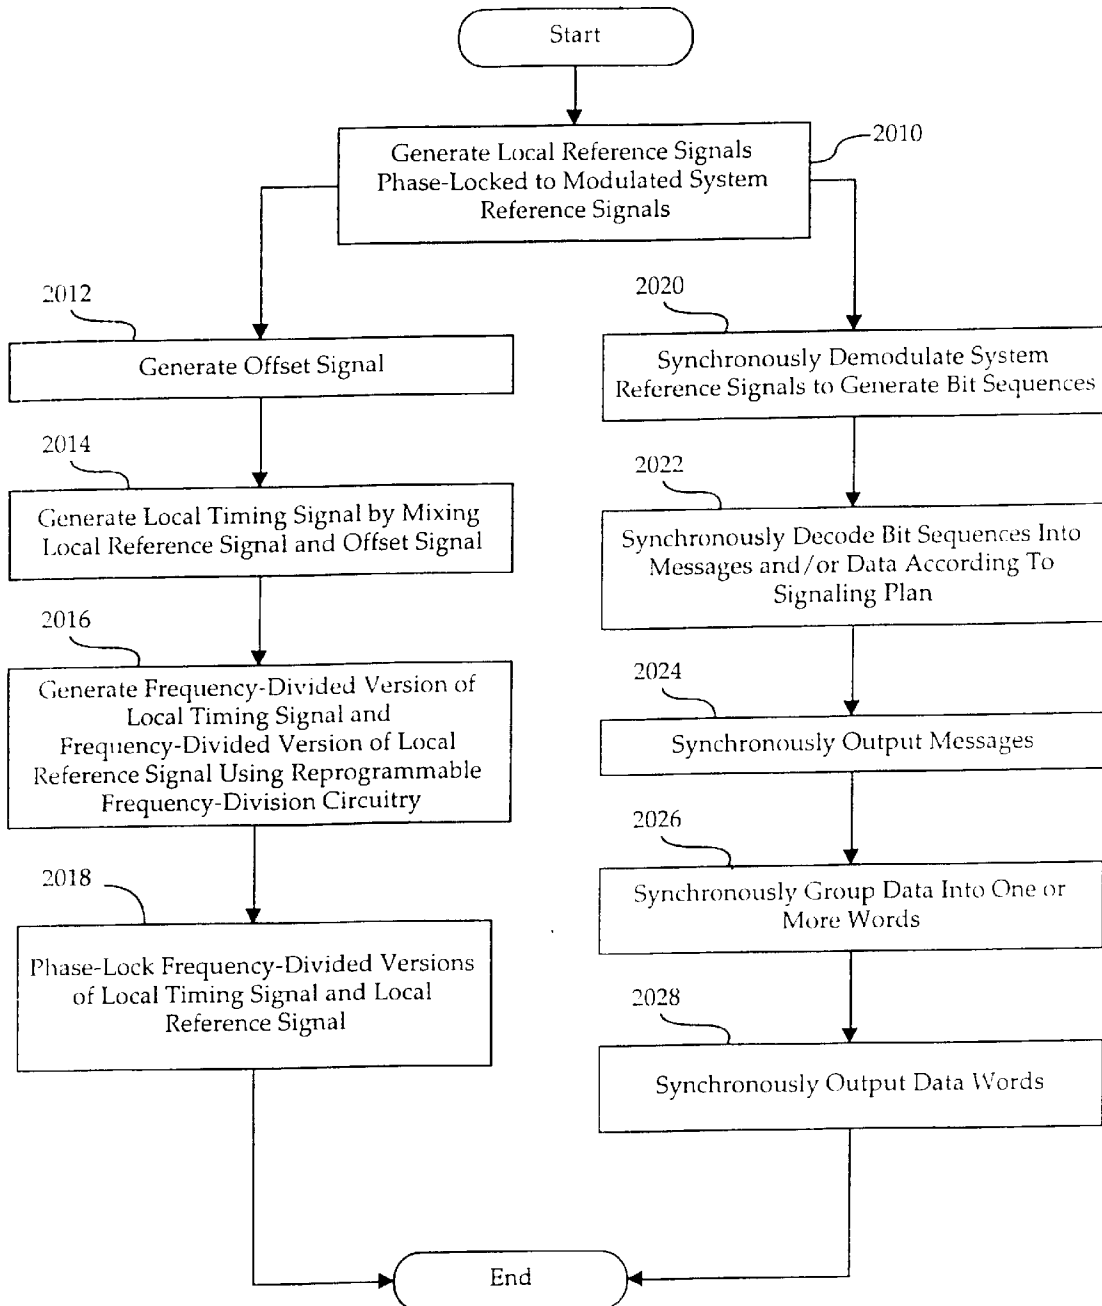 Start
2010
Generate Local Reference Signals
Phase-Locked to Modulated System
Reference Signals
2012
Generate Offset Signal
2014
Generate Local Timing Signal by Mixing
Local Reference Signal and Offset Signal
2016
Generate Frequency-Divided Version of
Local Timing Signal and
Frequency-Divided Version of Local
Reference Signal Using Reprogrammable
Frequency-Division Circuitry
2018
Phase-Lock Frequency-Divided Versions
of Local Timing Signal and Local
Reference Signal
2020
Synchronously Demodulate System
Reference Signals to Generate Bit Sequences
2022
Synchronously Decode Bit Sequences Into
Messages and/or Data According To
Signaling Plan
2024
Synchronously Output Messages
2026
Synchronously Group Data Into One or
More Words
2028
Synchronously Output Data Words
End